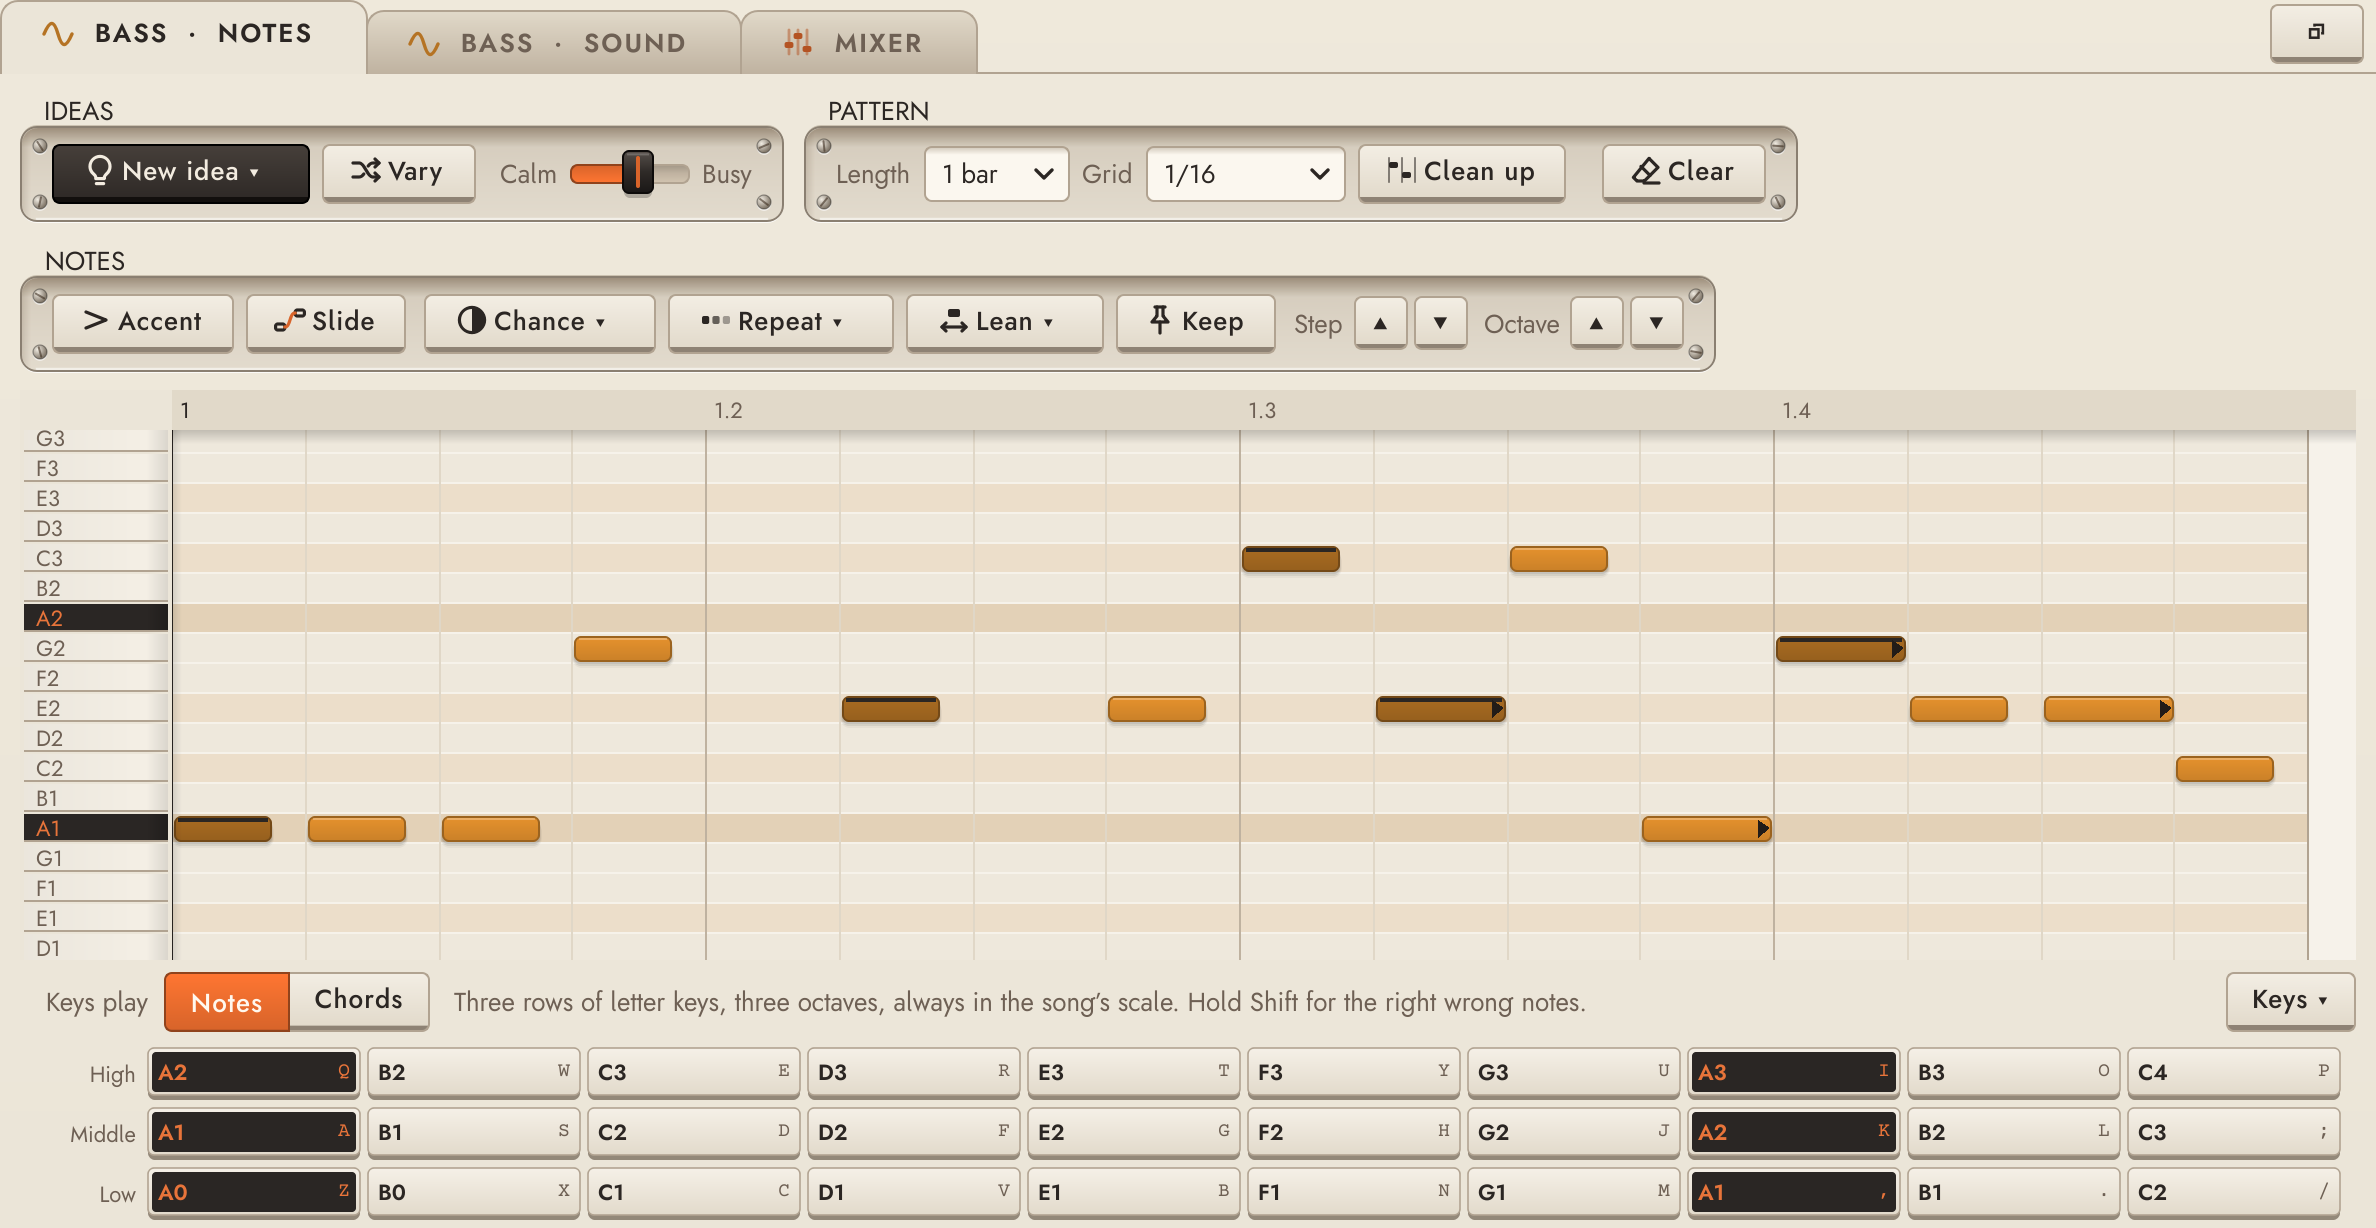 BASS · NOTES
BASS · SOUND
MIXER
IDEAS
PATTERN
New idea ▾
Vary
Calm
Busy
Length
1 bar
Grid
1/16
Clean up
Clear
NOTES
> Accent
Slide
Chance ▾
Repeat ▾
Lean ▾
Keep
Step
▲
▼
Octave
▲
▼
1 1.2 1.3 1.4
G3
F3
E3
D3
C3
B2
A2
G2
F2
E2
D2
C2
B1
A1
G1
F1
E1
D1
Keys play
Notes
Chords
Three rows of letter keys, three octaves, always in the song’s scale. Hold Shift for the right wrong notes.
Keys ▾
High A2 Q B2 W C3 E D3 R E3 T F3 Y G3 U A3 I B3 O C4 P
Middle A1 A B1 S C2 D D2 F E2 G F2 H G2 J A2 K B2 L C3 ;
Low A0 Z B0 X C1 C D1 V E1 B F1 N G1 M A1 , B1 . C2 /